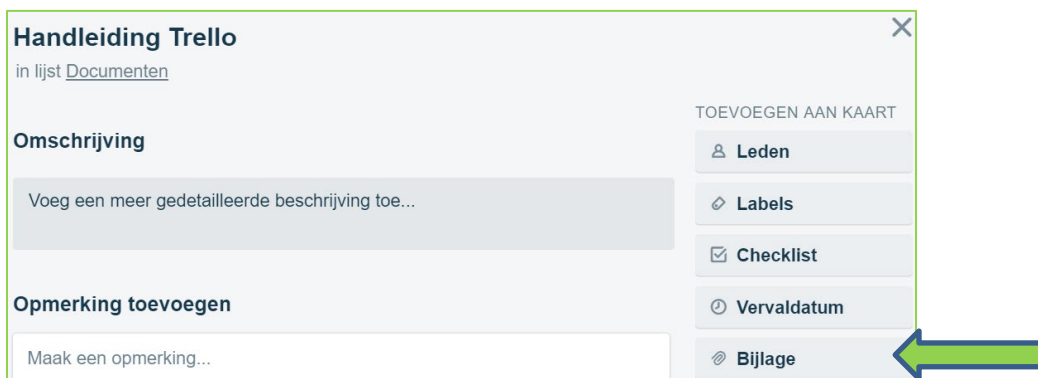 Handleiding Trello
in lijst Documenten
Omschrijving
Voeg een meer gedetailleerde beschrijving toe...
Opmerking toevoegen
Maak een opmerking...
TOEVOEGEN AAN KAART
Leden
Labels
Checklist
Vervaldatum
Bijlage